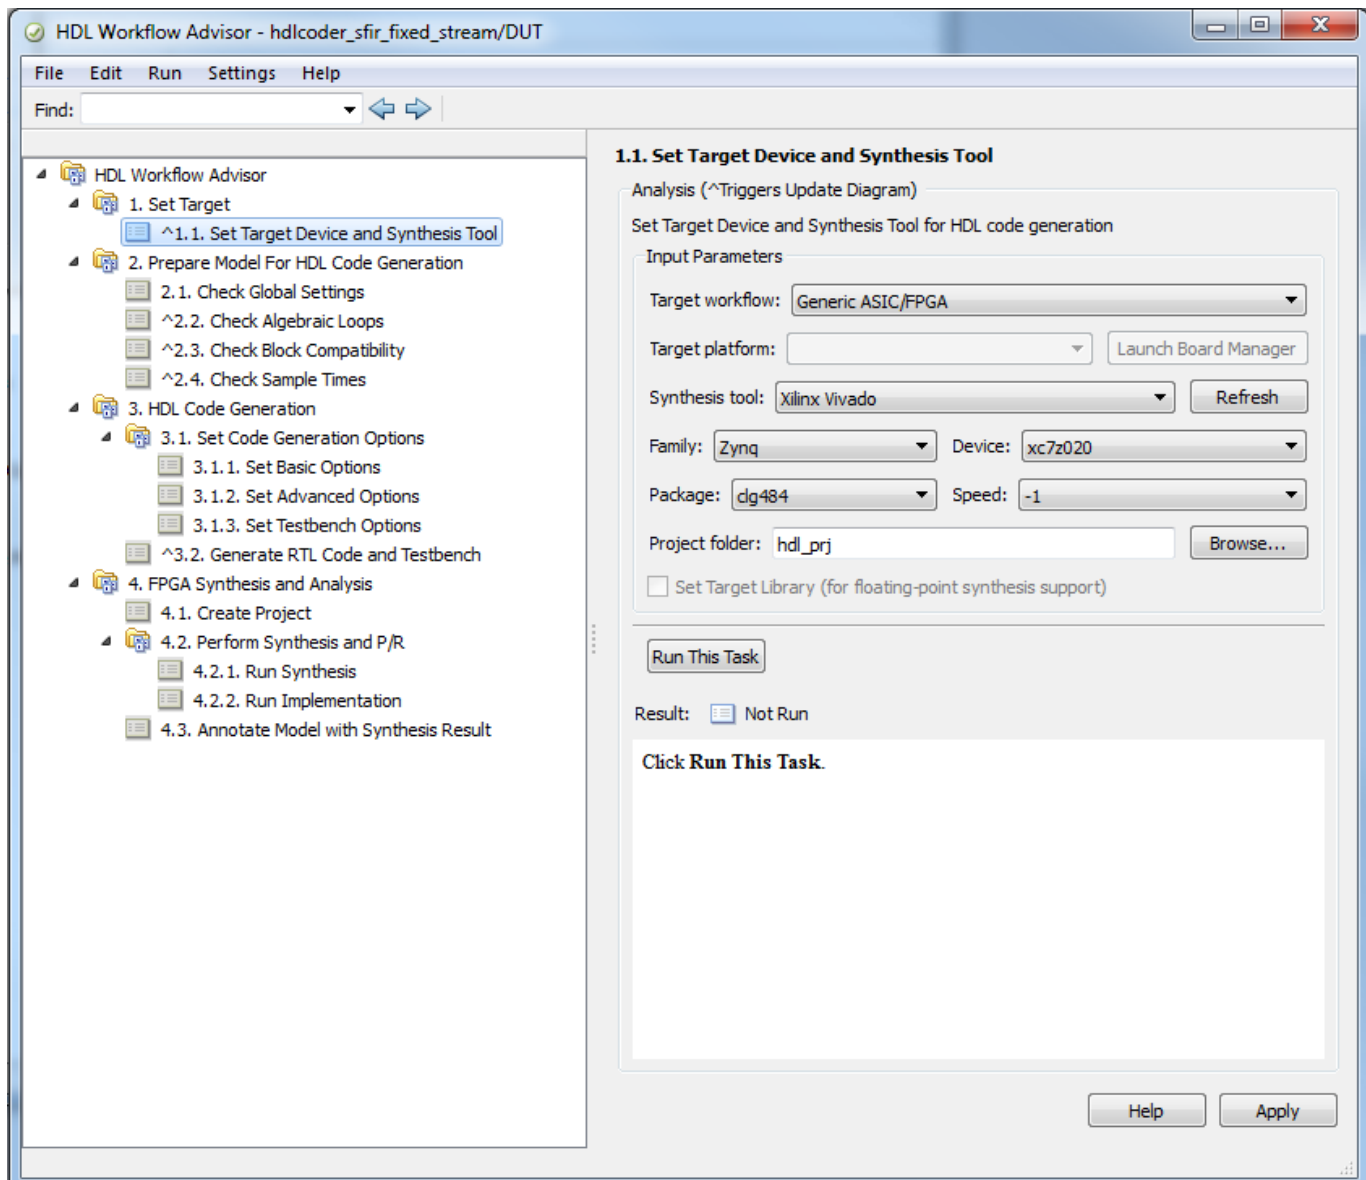 HDL Workflow Advisor - hdlcoder_sfir_fixed_stream/DUT
File Edit Run Settings Help
Find:
HDL Workflow Advisor
1. Set Target
^1.1. Set Target Device and Synthesis Tool
2. Prepare Model For HDL Code Generation
2.1. Check Global Settings
^2.2. Check Algebraic Loops
^2.3. Check Block Compatibility
^2.4. Check Sample Times
3. HDL Code Generation
3.1. Set Code Generation Options
3.1.1. Set Basic Options
3.1.2. Set Advanced Options
3.1.3. Set Testbench Options
^3.2. Generate RTL Code and Testbench
4. FPGA Synthesis and Analysis
4.1. Create Project
4.2. Perform Synthesis and P/R
4.2.1. Run Synthesis
4.2.2. Run Implementation
4.3. Annotate Model with Synthesis Result
1.1. Set Target Device and Synthesis Tool
Analysis (^Triggers Update Diagram)
Set Target Device and Synthesis Tool for HDL code generation
Input Parameters
Target workflow: Generic ASIC/FPGA
Target platform: Launch Board Manager
Synthesis tool: Xilinx Vivado Refresh
Family: Zynq Device: xc7z020
Package: clg484 Speed: -1
Project folder: hdl_prj Browse...
Set Target Library (for floating-point synthesis support)
Run This Task
Result: Not Run
Click Run This Task.
Help Apply